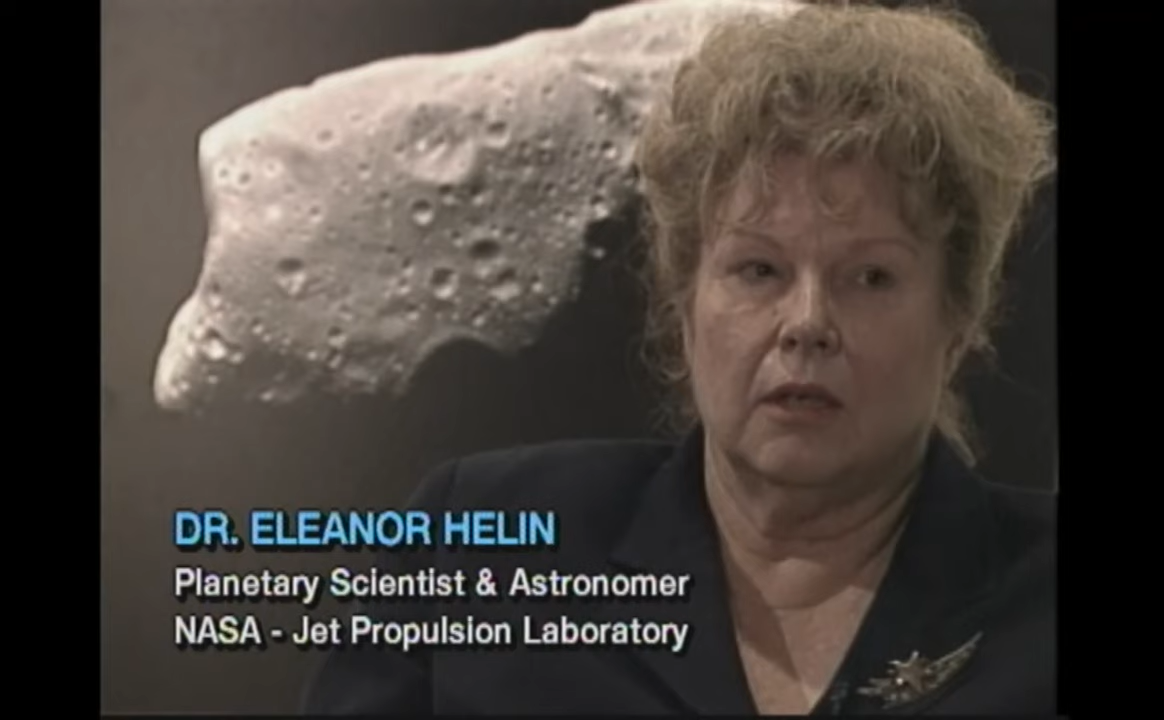 DR. ELEANOR HELIN
Planetary Scientist & Astronomer
NASA - Jet Propulsion Laboratory